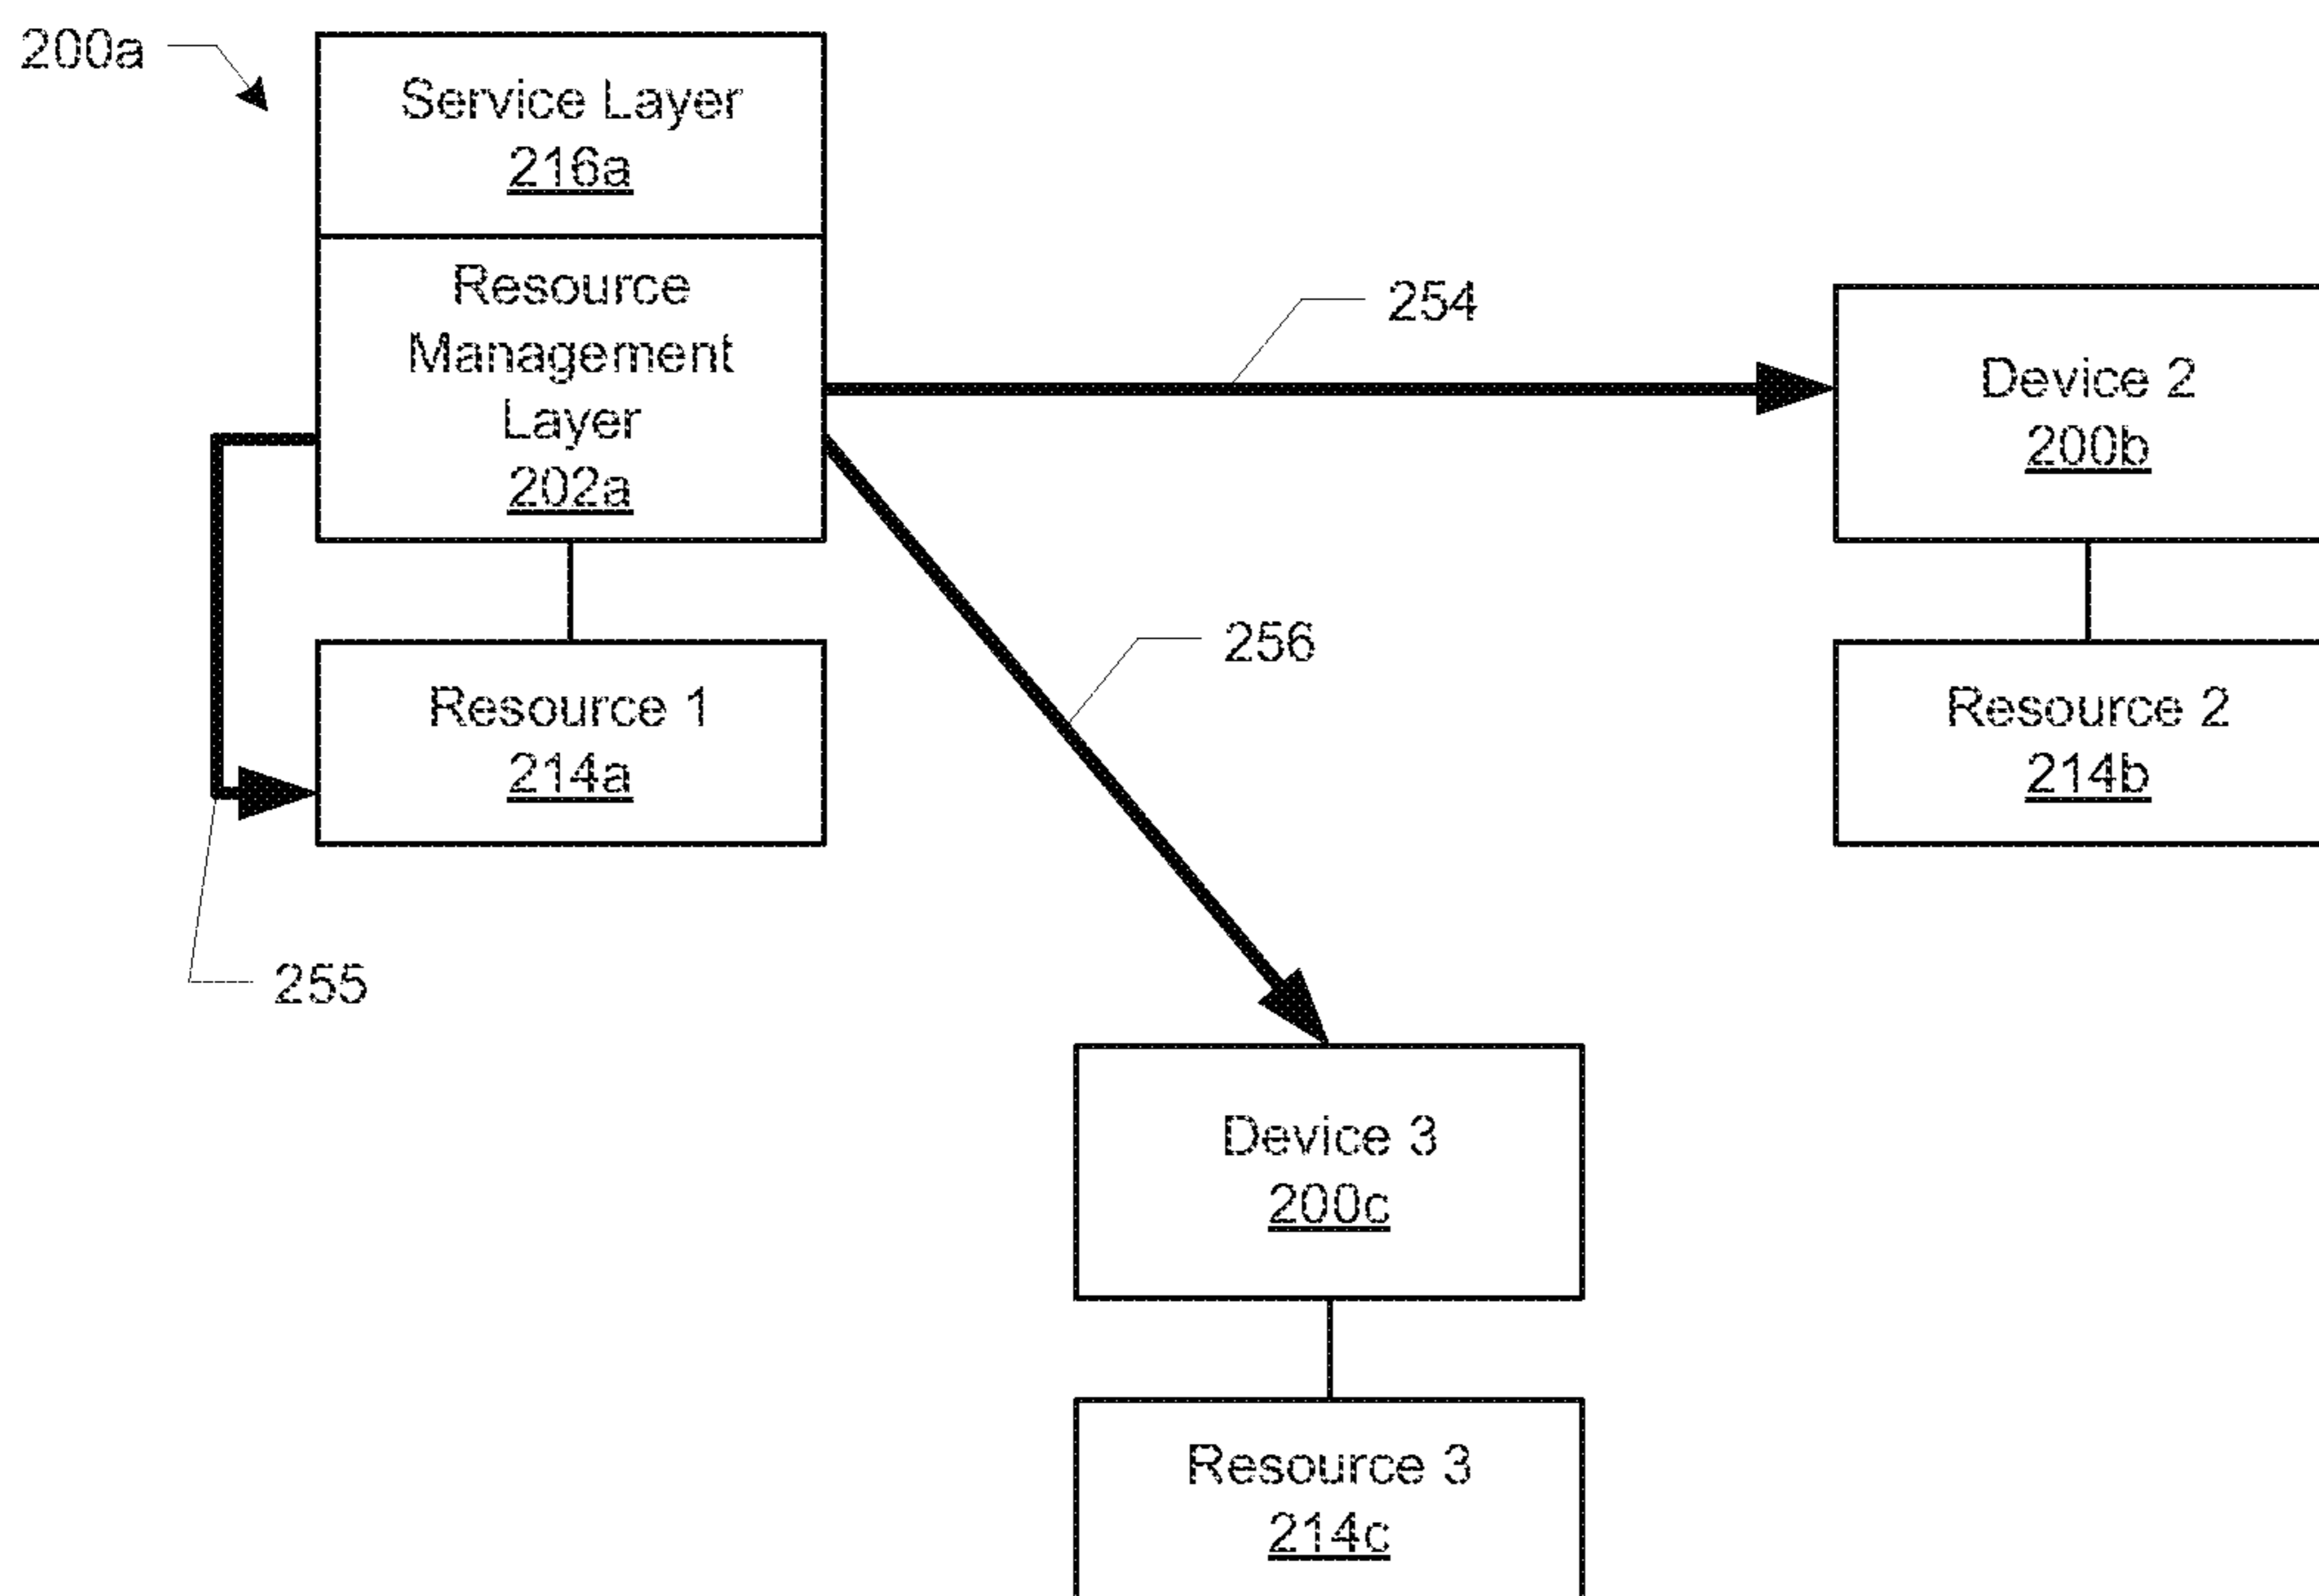 200a
Service Layer
216a
Resource
Management
Layer
202a
254
Device 2
200b
256
Resource 1
214a
Resource 2
214b
255
Device 3
200c
Resource 3
214c